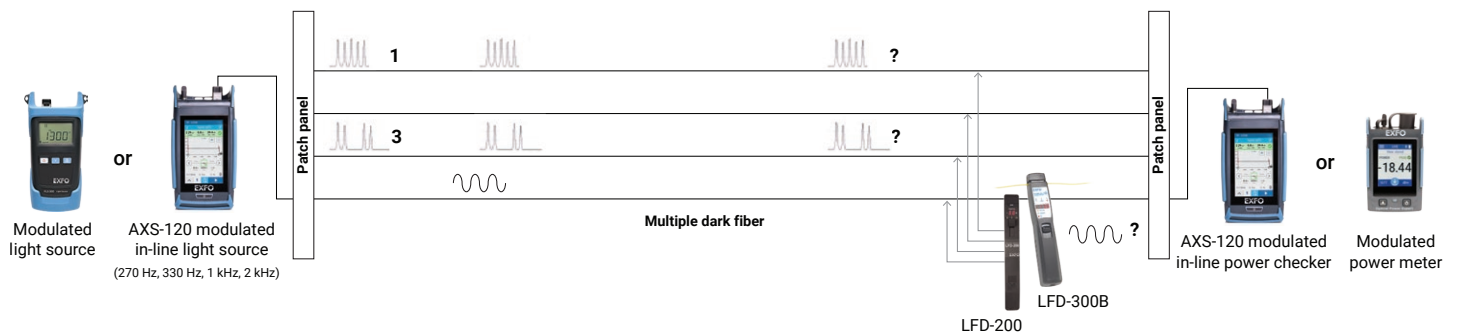 1
?
3
?
Patch panel
Patch panel
1300
EXFO
EXFO
or
EXFO
or
EXFO
-18.44
Modulated
light source
AXS-120 modulated
in-line light source
(270 Hz, 330 Hz, 1 kHz, 2 kHz)
Multiple dark fiber
?
LFD-300B
LFD-200
AXS-120 modulated
in-line power checker
Modulated
power meter